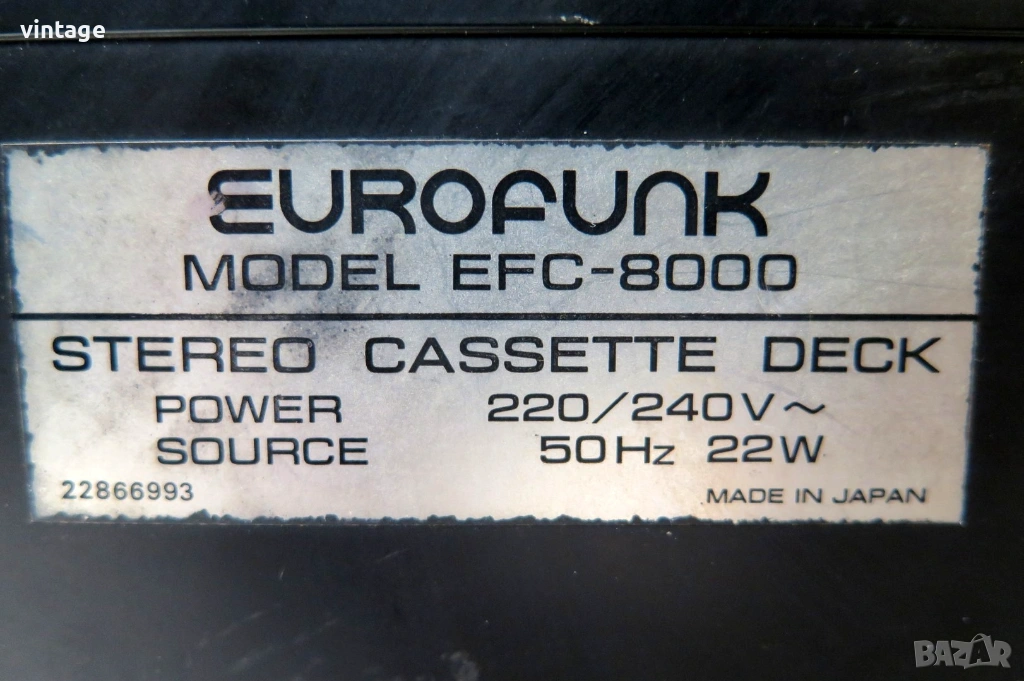 vintage
EUROFUNK
MODEL EFC-8000
STEREO CASSETTE DECK
POWER 220/240V~
SOURCE 50Hz 22W
22866993 MADE IN JAPAN
BAZAR